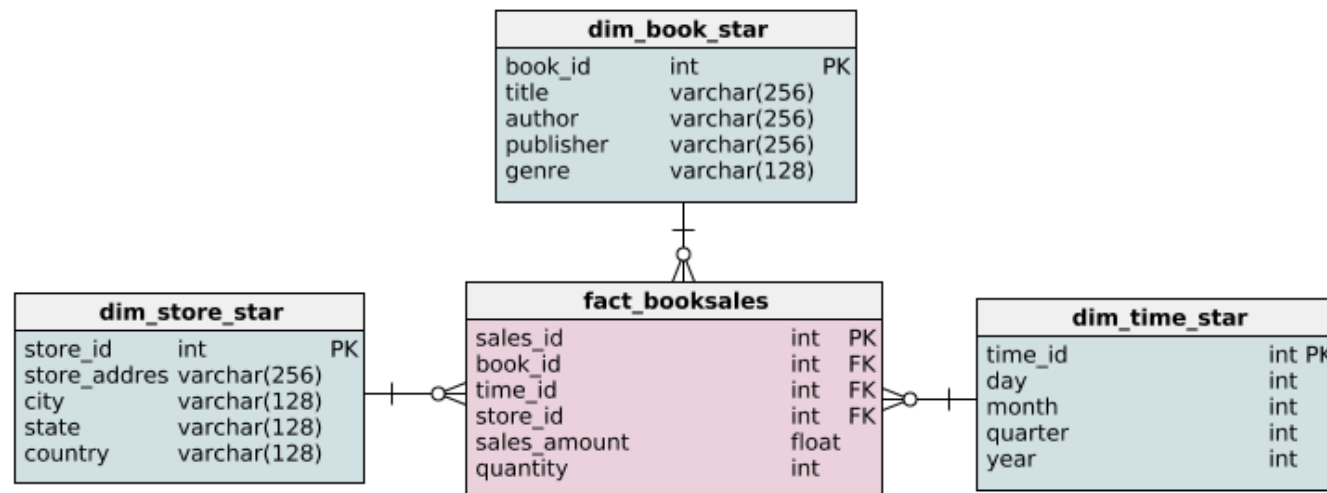 dim_book_star
book_id int PK
title varchar(256)
author varchar(256)
publisher varchar(256)
genre varchar(128)
dim_store_star
store_id int PK
store_addres varchar(256)
city varchar(128)
state varchar(128)
country varchar(128)
fact_booksales
sales_id int PK
book_id int FK
time_id int FK
store_id int FK
sales_amount float
quantity int
dim_time_star
time_id int PK
day int
month int
quarter int
year int